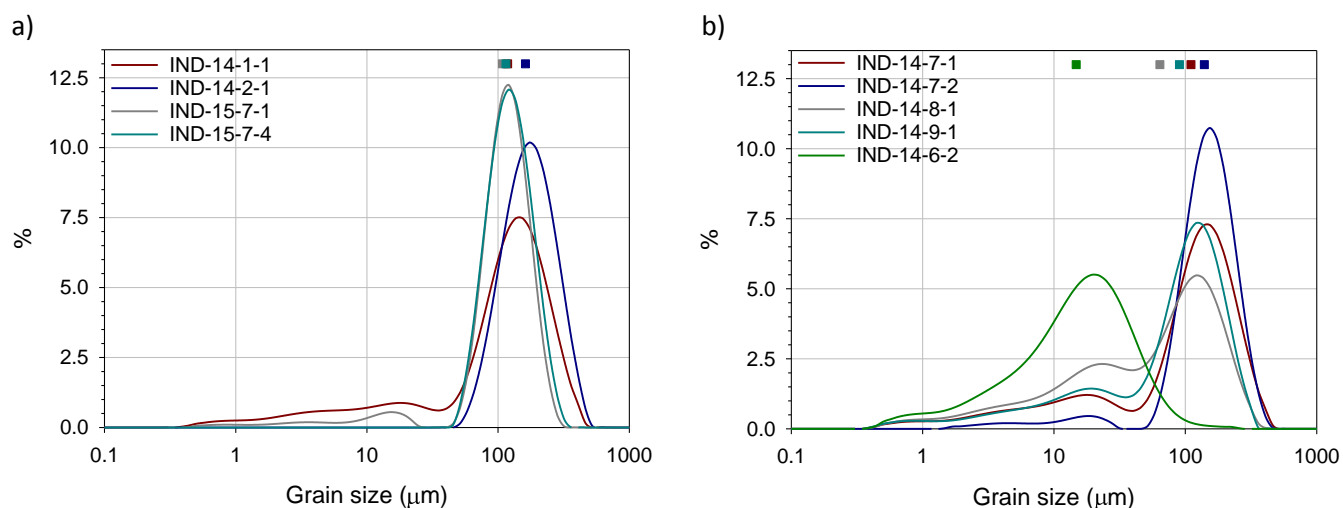 a)
12.5
10.0
7.5
5.0
2.5
0.0
%
IND-14-1-1
IND-14-2-1
IND-15-7-1
IND-15-7-4
0.1 1 10 100 1000
Grain size (μm)
b)
12.5
10.0
7.5
5.0
2.5
0.0
%
IND-14-7-1
IND-14-7-2
IND-14-8-1
IND-14-9-1
IND-14-6-2
0.1 1 10 100 1000
Grain size (μm)